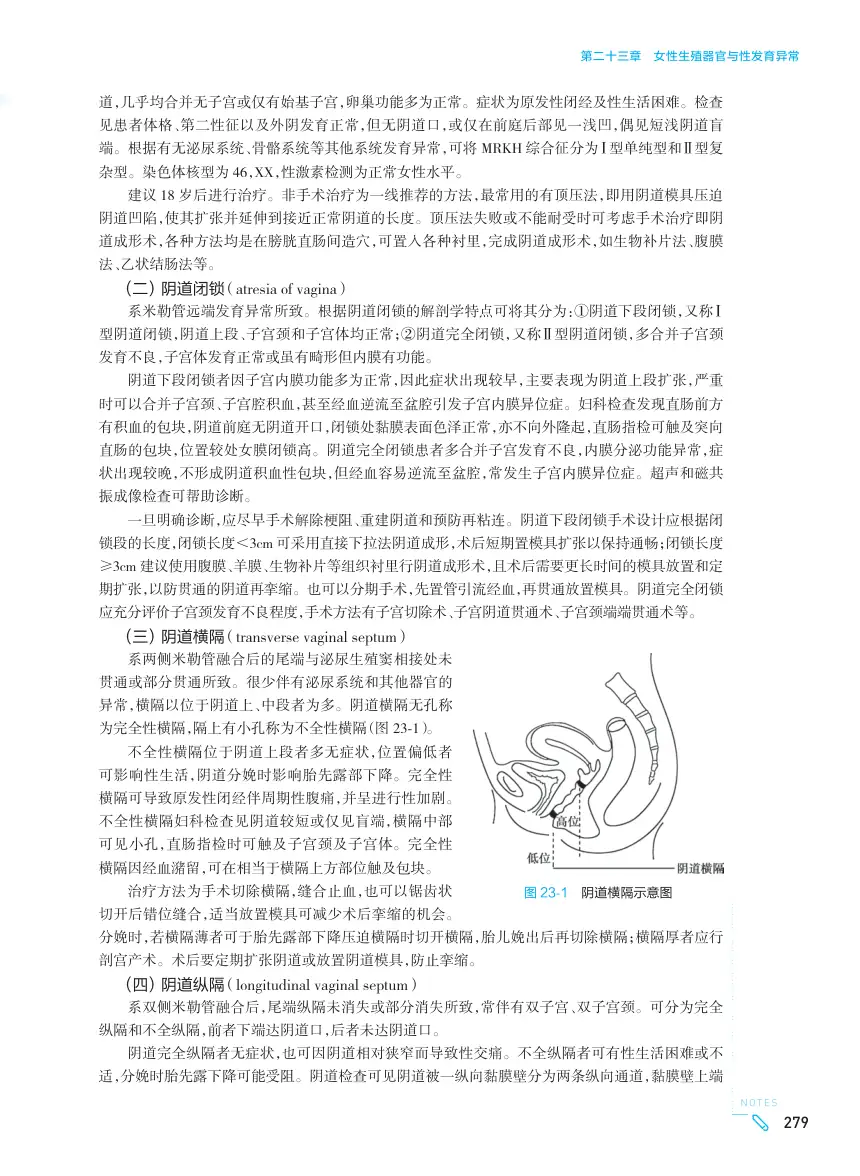 第二十三章 女性生殖器官与性发育异常
道,几乎均合并无子宫或仅有始基子宫,卵巢功能多为正常。症状为原发性闭经及性生活困难。检查
见患者体格、第二性征以及外阴发育正常,但无阴道口,或仅在前庭后部见一浅凹,偶见短浅阴道盲
端。根据有无泌尿系统、骨骼系统等其他系统发育异常,可将 MRKH 综合征分为Ⅰ型单纯型和Ⅱ型复
杂型。染色体核型为 46,XX,性激素检测为正常女性水平。
建议 18 岁后进行治疗。非手术治疗为一线推荐的方法,最常用的有顶压法,即用阴道模具压迫
阴道凹陷,使其扩张并延伸到接近正常阴道的长度。顶压法失败或不能耐受时可考虑手术治疗即阴
道成形术,各种方法均是在膀胱直肠间造穴,可置入各种衬里,完成阴道成形术,如生物补片法、腹膜
法、乙状结肠法等。
(二)阴道闭锁(atresia of vagina)
系米勒管远端发育异常所致。根据阴道闭锁的解剖学特点可将其分为:①阴道下段闭锁,又称Ⅰ
型阴道闭锁,阴道上段、子宫颈和子宫体均正常;②阴道完全闭锁,又称Ⅱ型阴道闭锁,多合并子宫颈
发育不良,子宫体发育正常或虽有畸形但内膜有功能。
阴道下段闭锁者因子宫内膜功能多为正常,因此症状出现较早,主要表现为阴道上段扩张,严重
时可以合并子宫颈、子宫腔积血,甚至经血逆流至盆腔引发子宫内膜异位症。妇科检查发现直肠前方
有积血的包块,阴道前庭无阴道开口,闭锁处黏膜表面色泽正常,亦不向外隆起,直肠指检可触及突向
直肠的包块,位置较处女膜闭锁高。阴道完全闭锁患者多合并子宫发育不良,内膜分泌功能异常,症
状出现较晚,不形成阴道积血性包块,但经血容易逆流至盆腔,常发生子宫内膜异位症。超声和磁共
振成像检查可帮助诊断。
一旦明确诊断,应尽早手术解除梗阻、重建阴道和预防再粘连。阴道下段闭锁手术设计应根据闭
锁段的长度,闭锁长度<3cm 可采用直接下拉法阴道成形,术后短期置模具扩张以保持通畅;闭锁长度
≥3cm 建议使用腹膜、羊膜、生物补片等组织衬里行阴道成形术,且术后需要更长时间的模具放置和定
期扩张,以防贯通的阴道再挛缩。也可以分期手术,先置管引流经血,再贯通放置模具。阴道完全闭锁
应充分评价子宫颈发育不良程度,手术方法有子宫切除术、子宫阴道贯通术、子宫颈端端贯通术等。
(三)阴道横隔(transverse vaginal septum)
系两侧米勒管融合后的尾端与泌尿生殖窦相接处未
贯通或部分贯通所致。很少伴有泌尿系统和其他器官的
异常,横隔以位于阴道上、中段者为多。阴道横隔无孔称
为完全性横隔,隔上有小孔称为不全性横隔(图 23-1)。
不全性横隔位于阴道上段者多无症状,位置偏低者
可影响性生活,阴道分娩时影响胎先露部下降。完全性
横隔可导致原发性闭经伴周期性腹痛,并呈进行性加剧。
不全性横隔妇科检查见阴道较短或仅见盲端,横隔中部
可见小孔,直肠指检时可触及子宫颈及子宫体。完全性
横隔因经血潴留,可在相当于横隔上方部位触及包块。
治疗方法为手术切除横隔,缝合止血,也可以锯齿状
切开后错位缝合,适当放置模具可减少术后挛缩的机会。
高位
低位
阴道横隔
图 23-1 阴道横隔示意图
分娩时,若横隔薄者可于胎先露部下降压迫横隔时切开横隔,胎儿娩出后再切除横隔;横隔厚者应行
剖宫产术。术后要定期扩张阴道或放置阴道模具,防止挛缩。
(四)阴道纵隔(longitudinal vaginal septum)
系双侧米勒管融合后,尾端纵隔未消失或部分消失所致,常伴有双子宫、双子宫颈。可分为完全
纵隔和不全纵隔,前者下端达阴道口,后者未达阴道口。
阴道完全纵隔者无症状,也可因阴道相对狭窄而导致性交痛。不全纵隔者可有性生活困难或不
适,分娩时胎先露下降可能受阻。阴道检查可见阴道被一纵向黏膜壁分为两条纵向通道,黏膜壁上端
NOTES
279